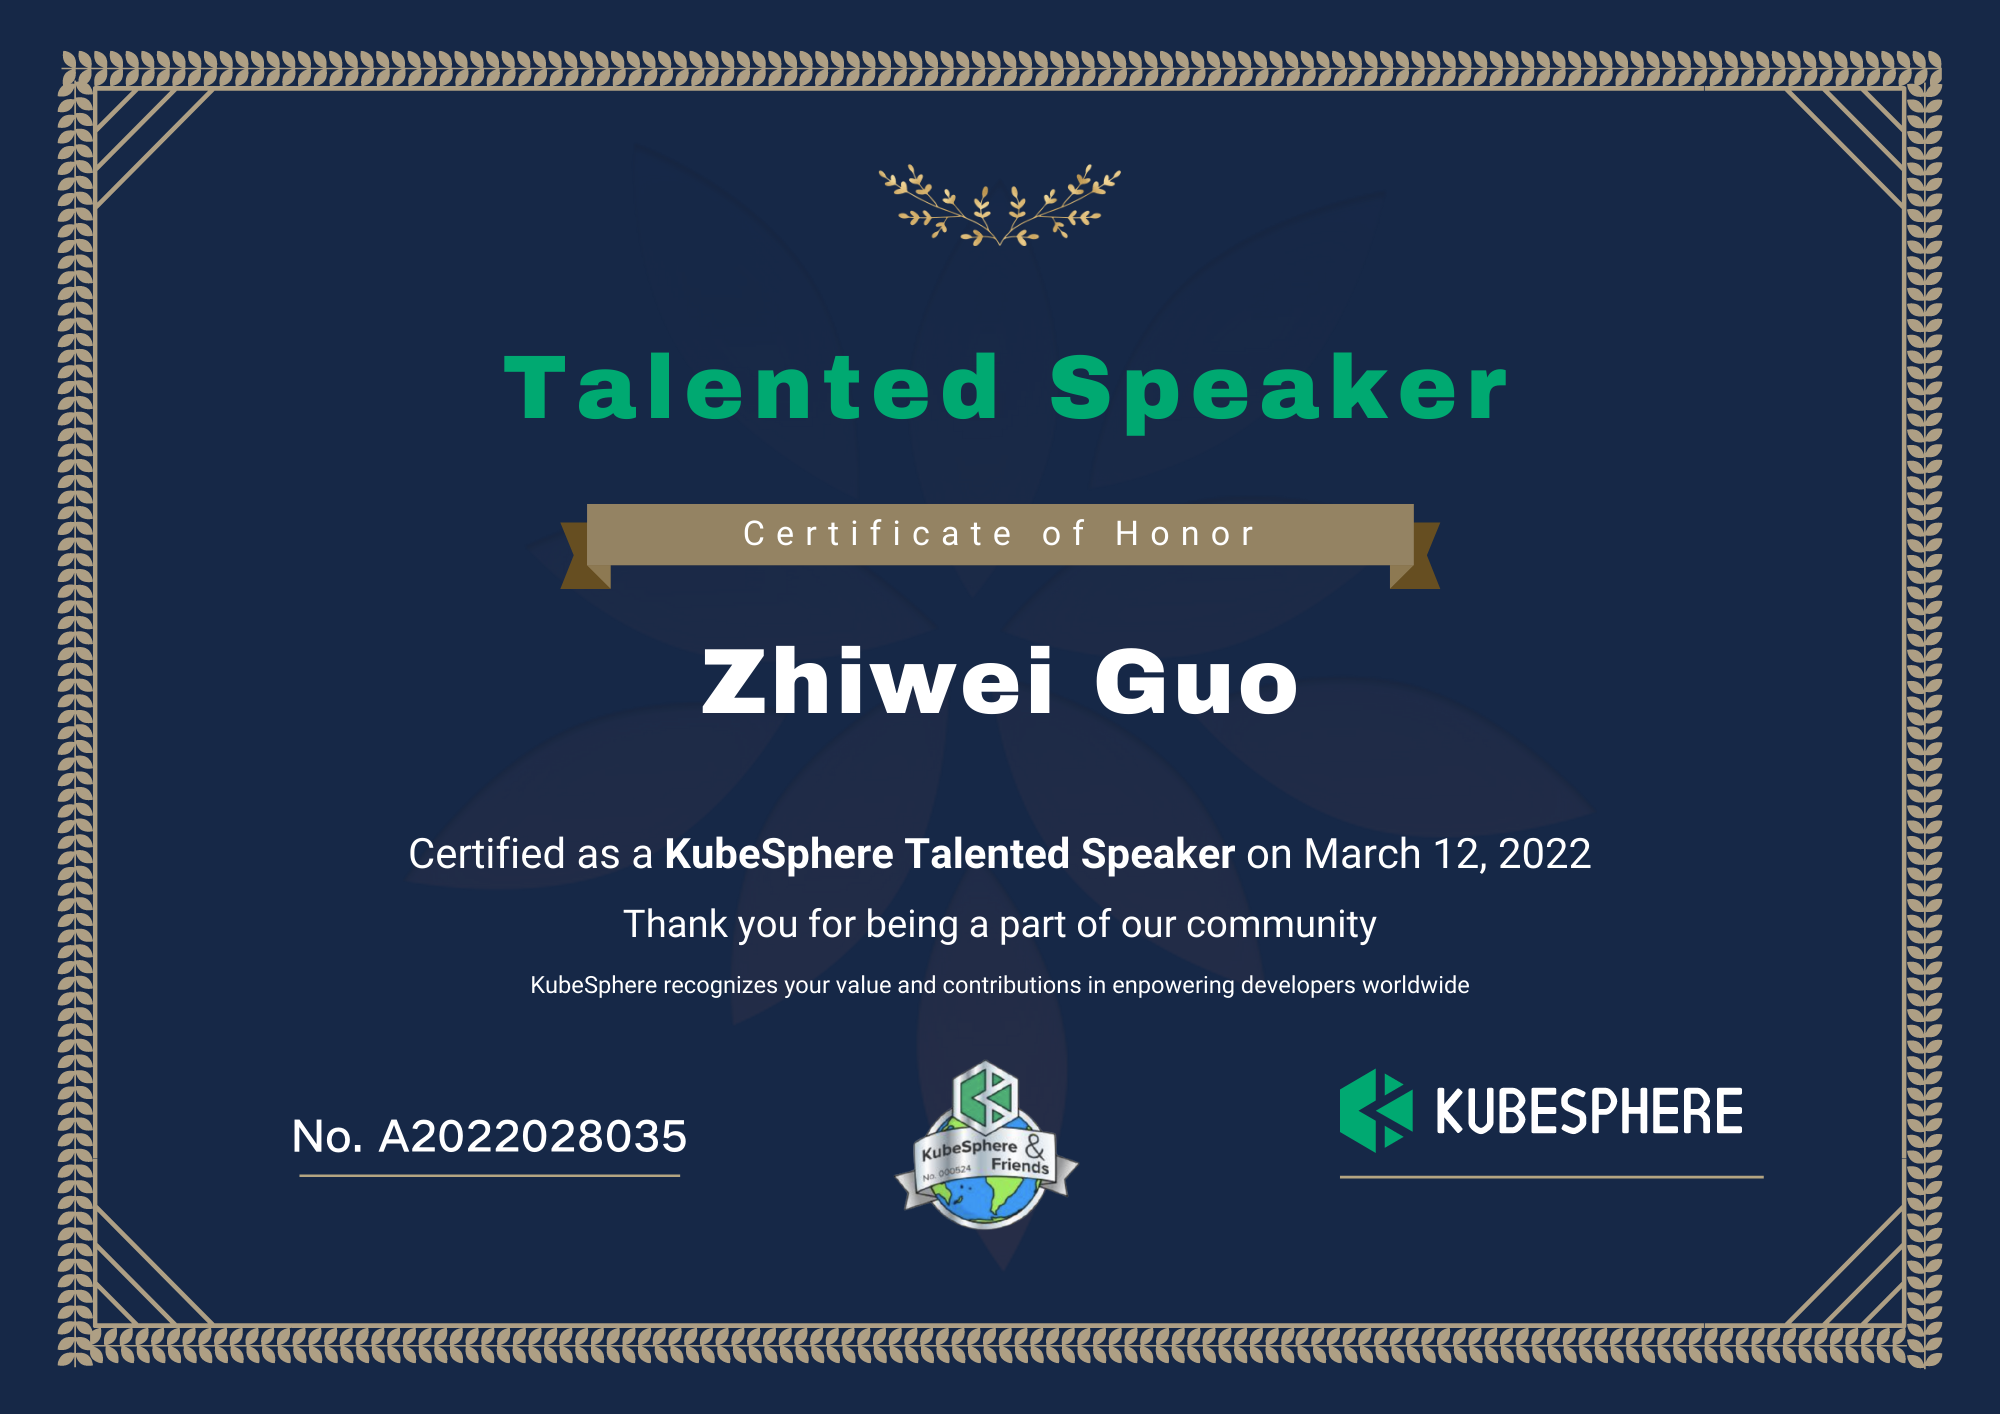 Talented Speaker
Certificate of Honor
Zhiwei Guo
Certified as a KubeSphere Talented Speaker on March 12, 2022
Thank you for being a part of our community
KubeSphere recognizes your value and contributions in enpowering developers worldwide
No. A2022028035
KubeSphere &
Friends
No. 000524
KUBESPHERE